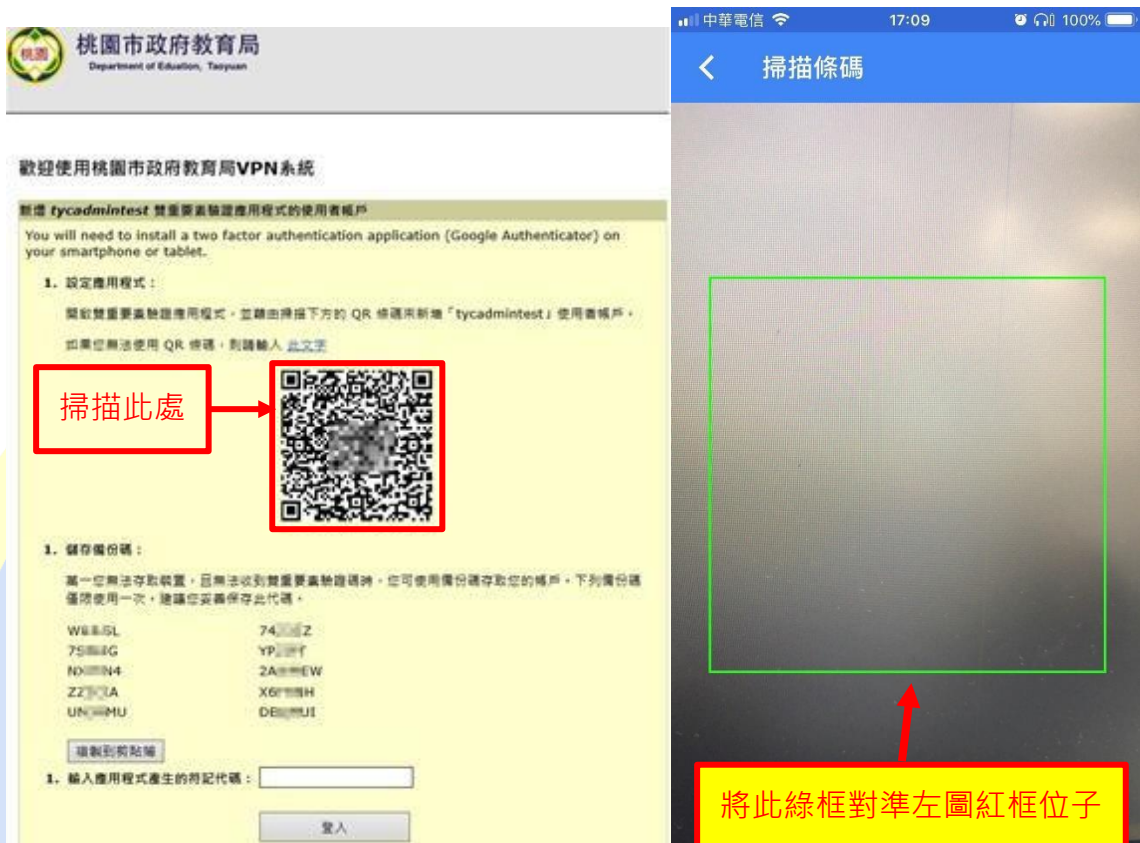 桃園
桃園市政府教育局
Department of Eduation, Taoyuan
歡迎使用桃園市政府教育局VPN系統
新增 tycadmintest 雙重要素驗證應用程式的使用者帳戶
You will need to install a two factor authentication application (Google Authenticator) on
your smartphone or tablet.
1. 設定應用程式：
開啟雙重要素驗證應用程式，並藉由掃描下方的 QR 條碼來新增「tycadmintest」使用者帳戶。
如果您無法使用 QR 條碼，則請輸入 此文字
掃描此處
1. 儲存備份碼：
萬一您無法存取裝置，且無法收到雙重要素驗證碼時，您可使用備份碼存取您的帳戶。下列備份碼
僅限使用一次，建議您妥善保存此代碼。
複製到剪貼簿
1. 輸入應用程式產生的符記代碼：
登入
中華電信
17:09
100%
掃描條碼
將此綠框對準左圖紅框位子